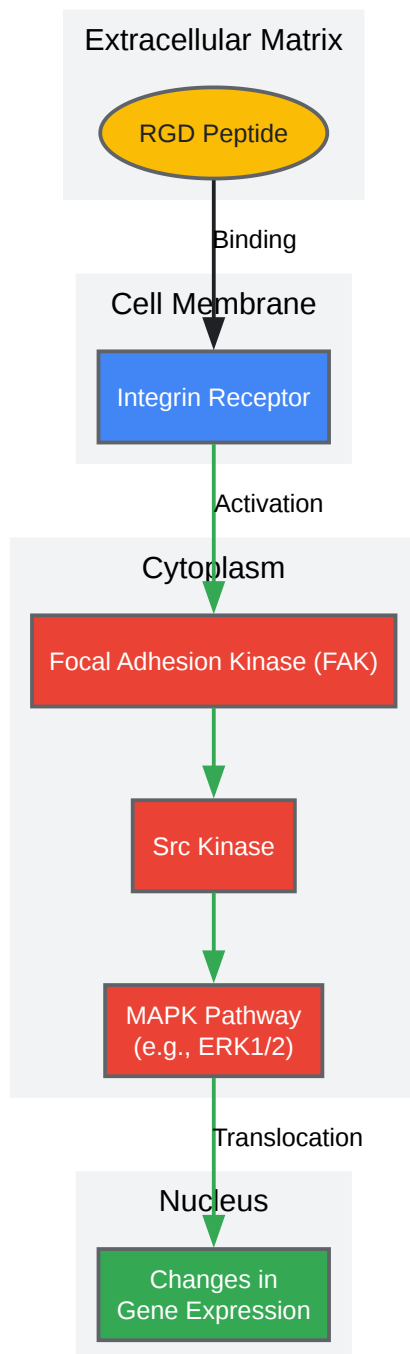 Extracellular Matrix
RGD Peptide
Binding
Cell Membrane
Integrin Receptor
Activation
Cytoplasm
Focal Adhesion Kinase (FAK)
Src Kinase
MAPK Pathway
(e.g., ERK1/2)
Translocation
Nucleus
Changes in
Gene Expression